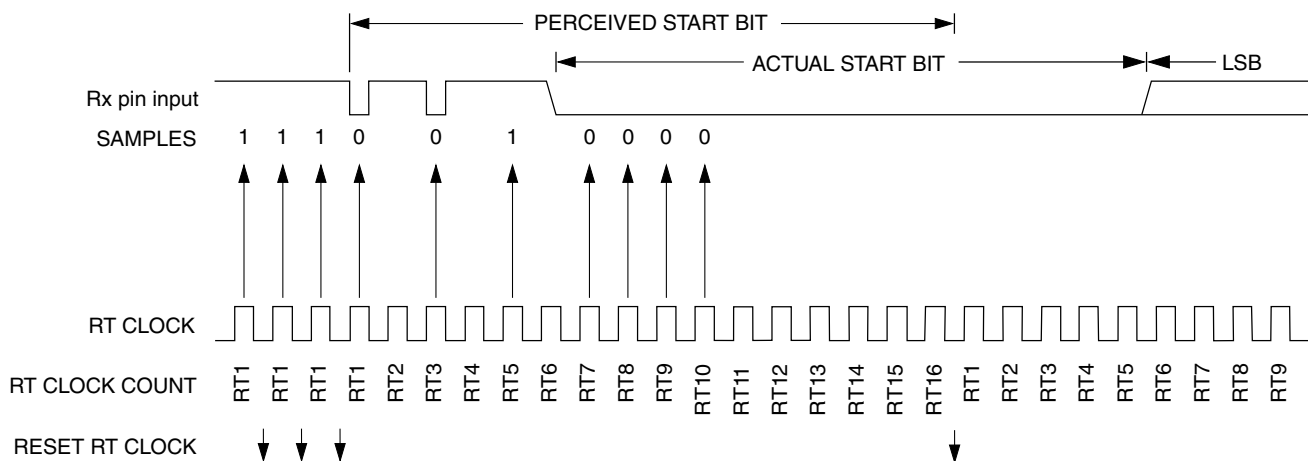 PERCEIVED START BIT
ACTUAL START BIT LSB
Rx pin input
SAMPLES 1 1 1 0 0 1 0 0 0 0
RT CLOCK
RT CLOCK COUNT RT1 RT1 RT1 RT1 RT2 RT3 RT4 RT5 RT6 RT7 RT8 RT9 RT10 RT11 RT12 RT13 RT14 RT15 RT16 RT1 RT2 RT3 RT4 RT5 RT6 RT7 RT8 RT9
RESET RT CLOCK